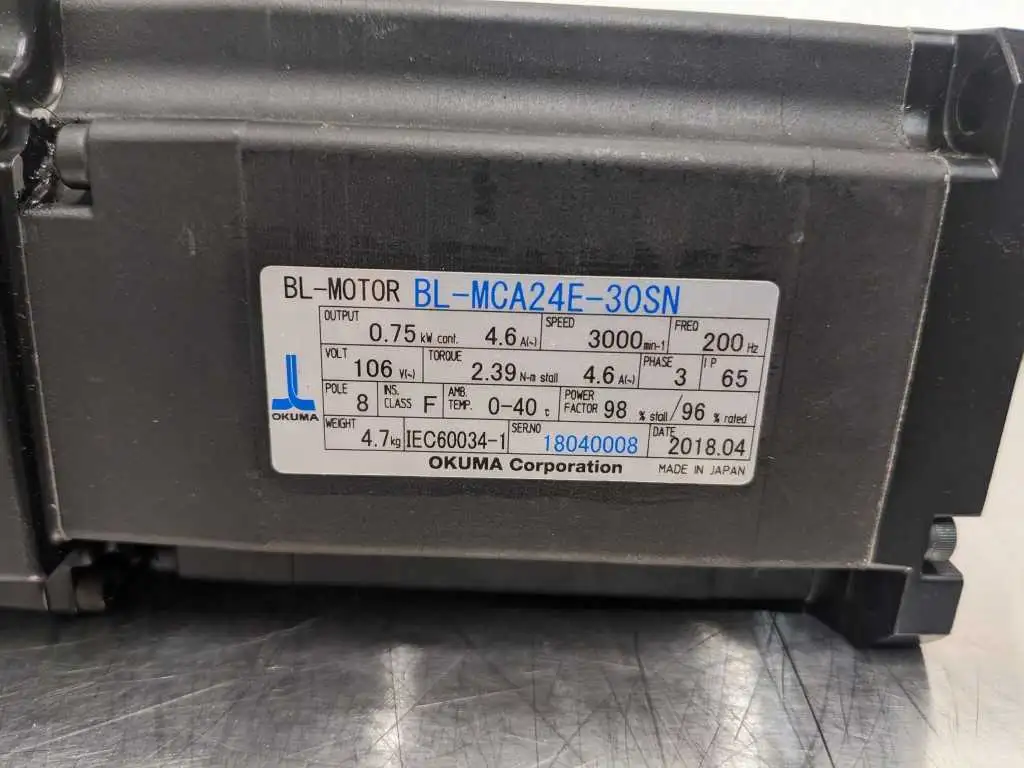 BL-MOTOR BL-MCA24E-30SN
OUTPUT 0.75 kW cont. 4.6 A(~) SPEED 3000 min-1 FREQ 200 Hz
VOLT 106 V(~) TORQUE 2.39 N-m stall 4.6 A(~) PHASE 3 IP 65
POLE 8 INS. CLASS F AMB. TEMP. 0-40 c POWER FACTOR 98 % stall / 96 % rated
WEIGHT 4.7kg IEC60034-1 SER.NO 18040008 DATE 2018.04
OKUMA
OKUMA Corporation MADE IN JAPAN